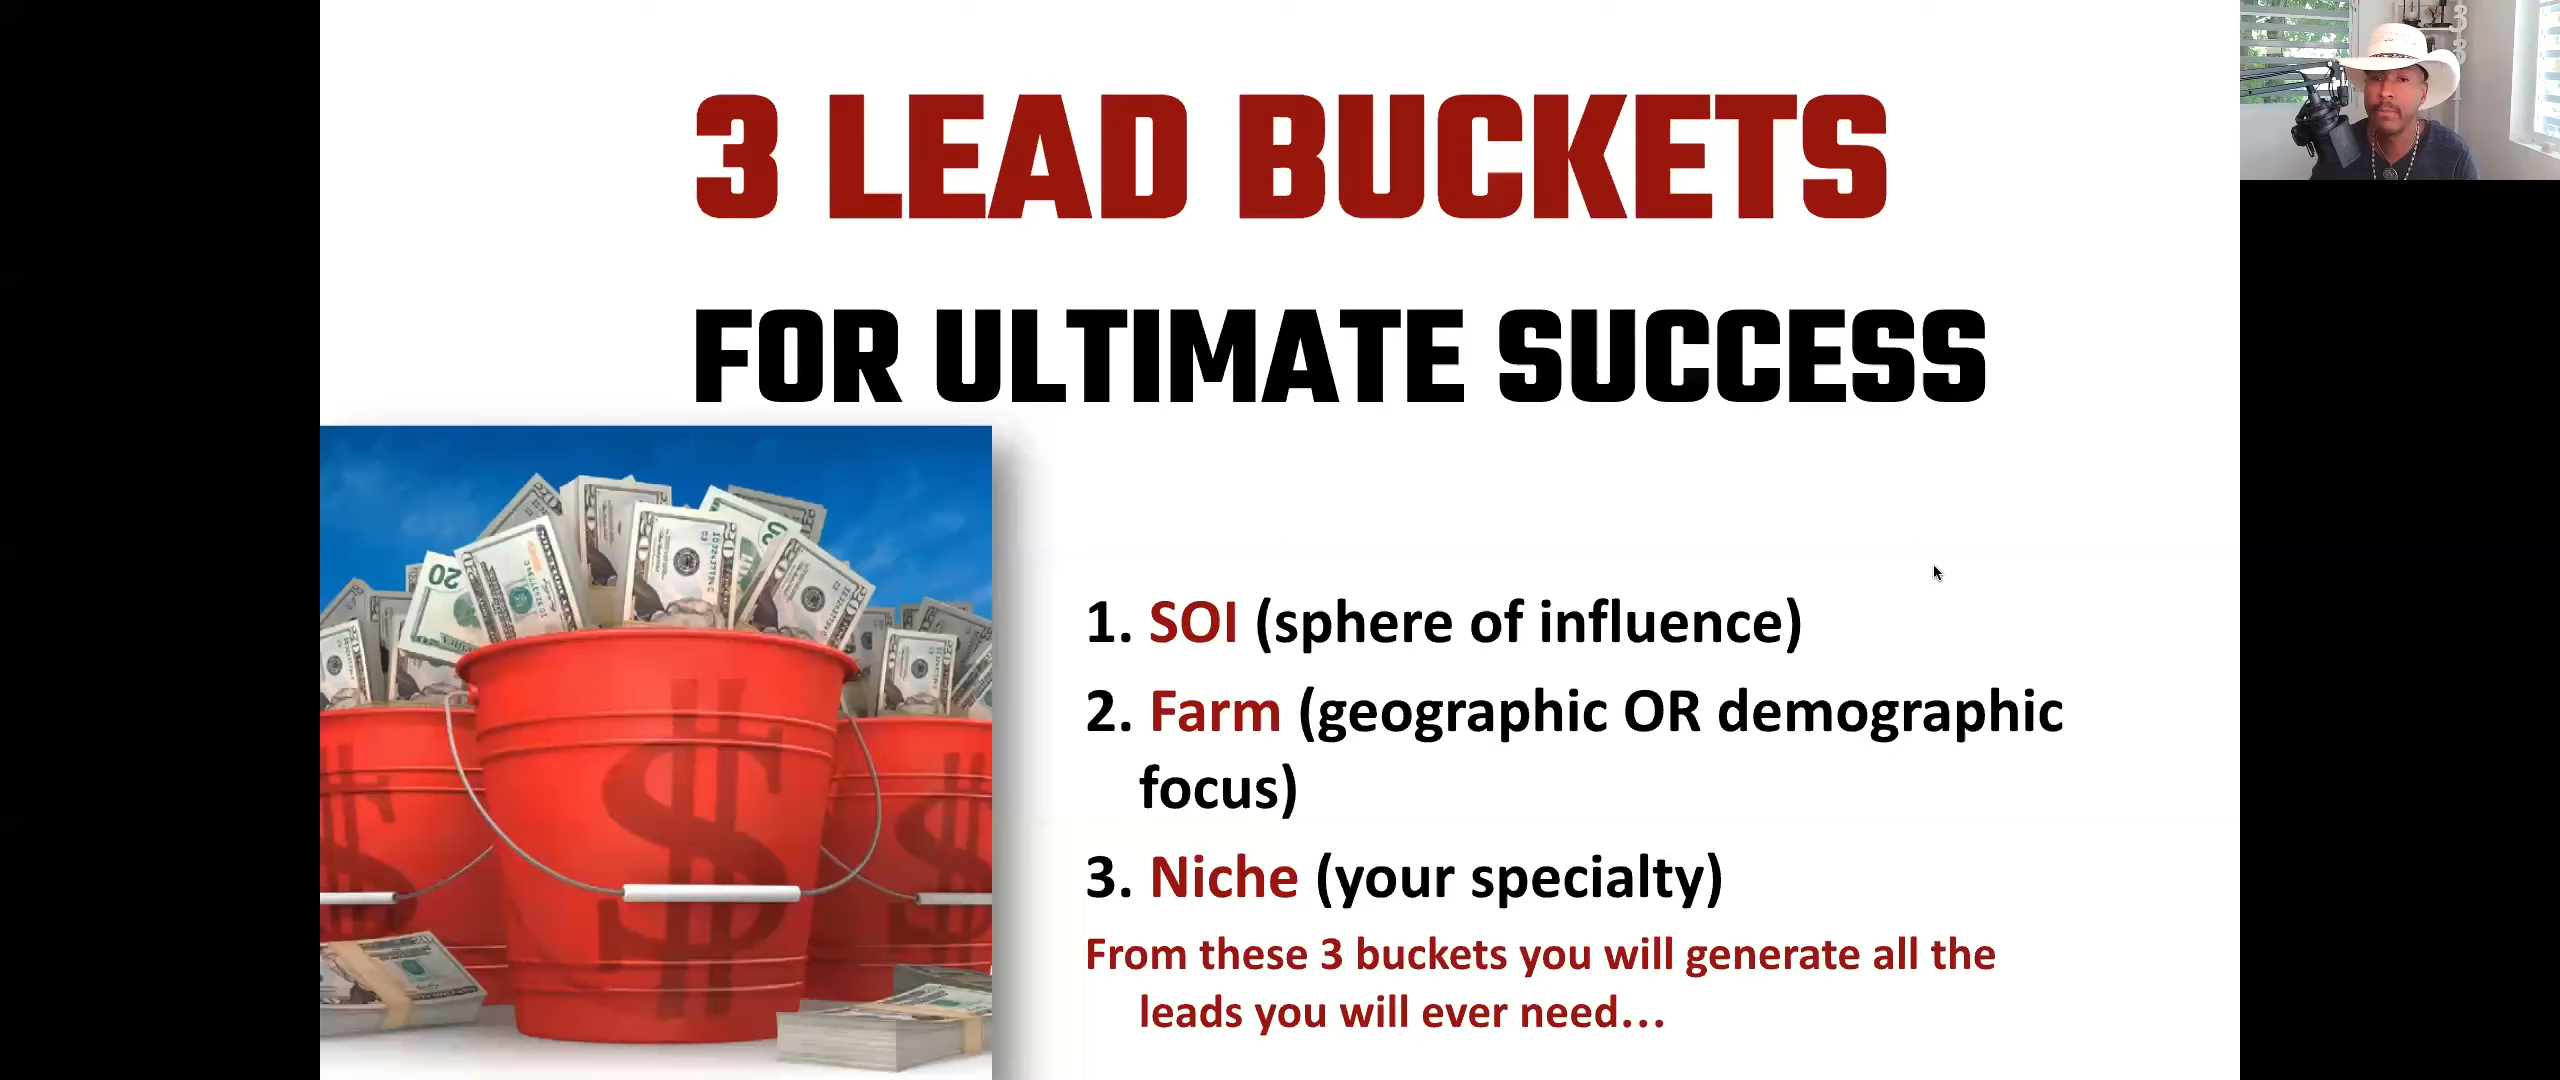 3 LEAD BUCKETS
FOR ULTIMATE SUCCESS
1. SOI (sphere of influence)
2. Farm (geographic OR demographic
focus)
3. Niche (your specialty)
From these 3 buckets you will generate all the
leads you will ever need...
20